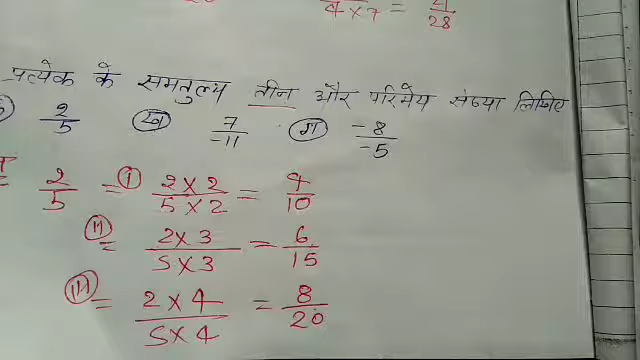 4×7 = 4/28
प्रत्येक के समतुल्य तीन और परिमेय संख्या लिखिए
2/5 (ख) 7/-11 (ग) -8/-5
2/5 = (i) 2×2/5×2 = 4/10
(ii) = 2×3/5×3 = 6/15
(iii) = 2×4/5×4 = 8/20